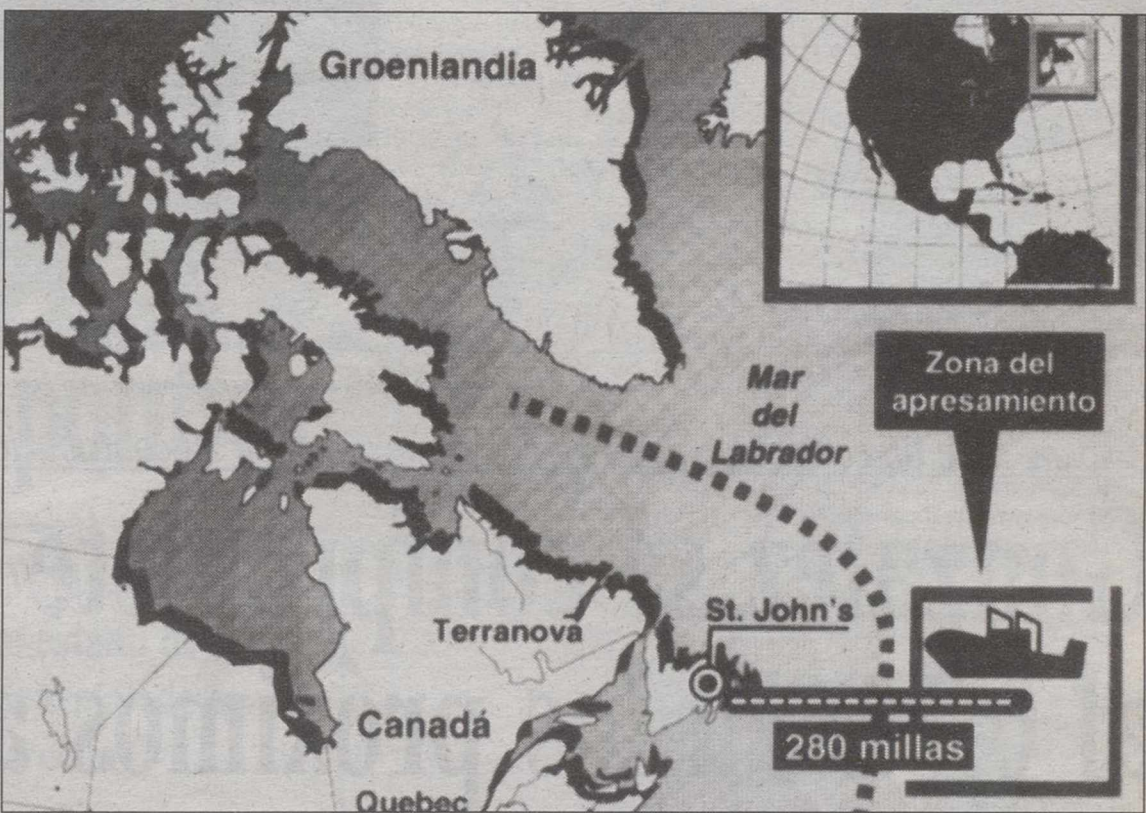 Groenlandia
Zona del
apresamiento
Mar
del
Labrador
St. John's
Terranova
Canadá
280 millas
Quebec